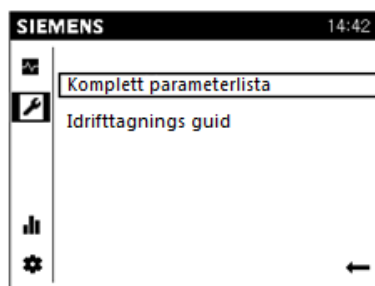 SIEMENS 14:42
Komplett parameterlista
Idrifttagnings guid